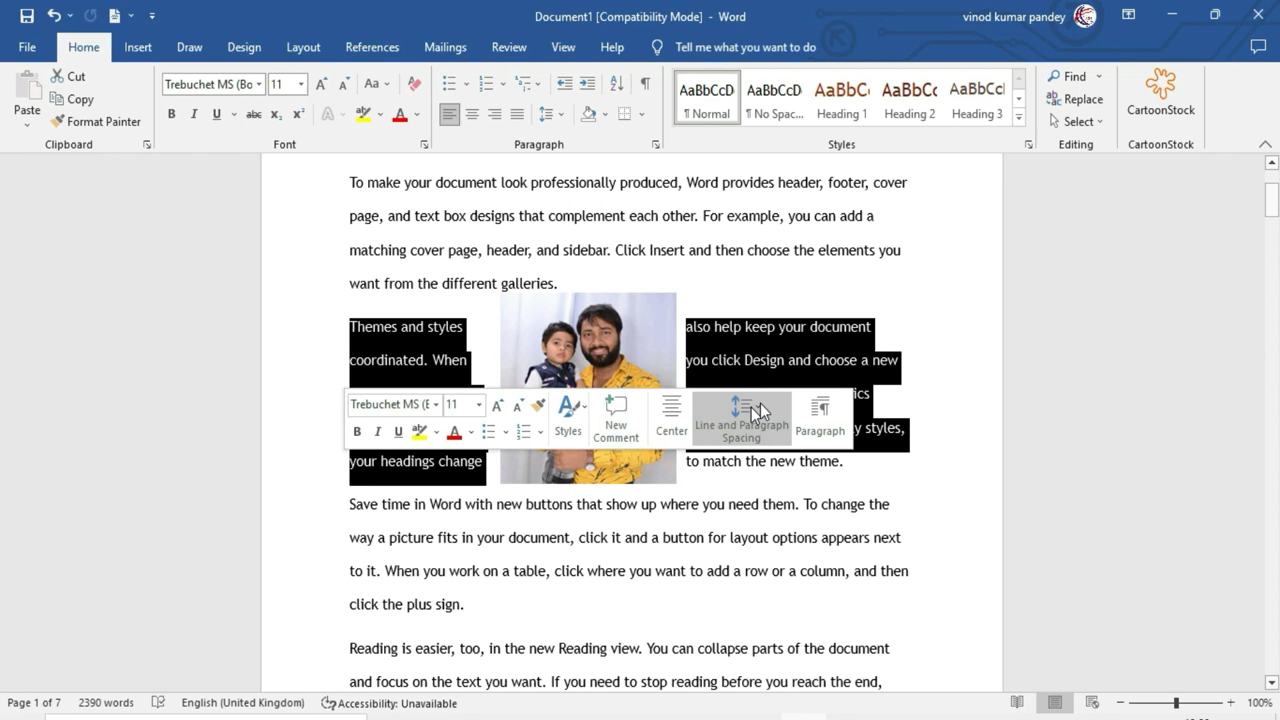 Document1 [Compatibility Mode] - Word
vinod kumar pandey
File Home Insert Draw Design Layout References Mailings Review View Help Tell me what you want to do
Paste
Cut
Copy
Format Painter
Clipboard
Trebuchet MS (Bo 11
Font
Paragraph
AaBbCcD AaBbCcD AaBbC AaBbCc AaBbCcI
¶ Normal ¶ No Spac... Heading 1 Heading 2 Heading 3
Styles
Find
Replace
Select
Editing
CartoonStock
CartoonStock
To make your document look professionally produced, Word provides header, footer, cover
page, and text box designs that complement each other. For example, you can add a
matching cover page, header, and sidebar. Click Insert and then choose the elements you
want from the different galleries.
Themes and styles also help keep your document
coordinated. When you click Design and choose a new
ics
Trebuchet MS (E 11
Styles
New Comment
Center
Line and Paragraph Spacing
Paragraph
y styles,
your headings change to match the new theme.
Save time in Word with new buttons that show up where you need them. To change the
way a picture fits in your document, click it and a button for layout options appears next
to it. When you work on a table, click where you want to add a row or a column, and then
click the plus sign.
Reading is easier, too, in the new Reading view. You can collapse parts of the document
and focus on the text you want. If you need to stop reading before you reach the end,
Page 1 of 7 2390 words English (United Kingdom) Accessibility: Unavailable 100%